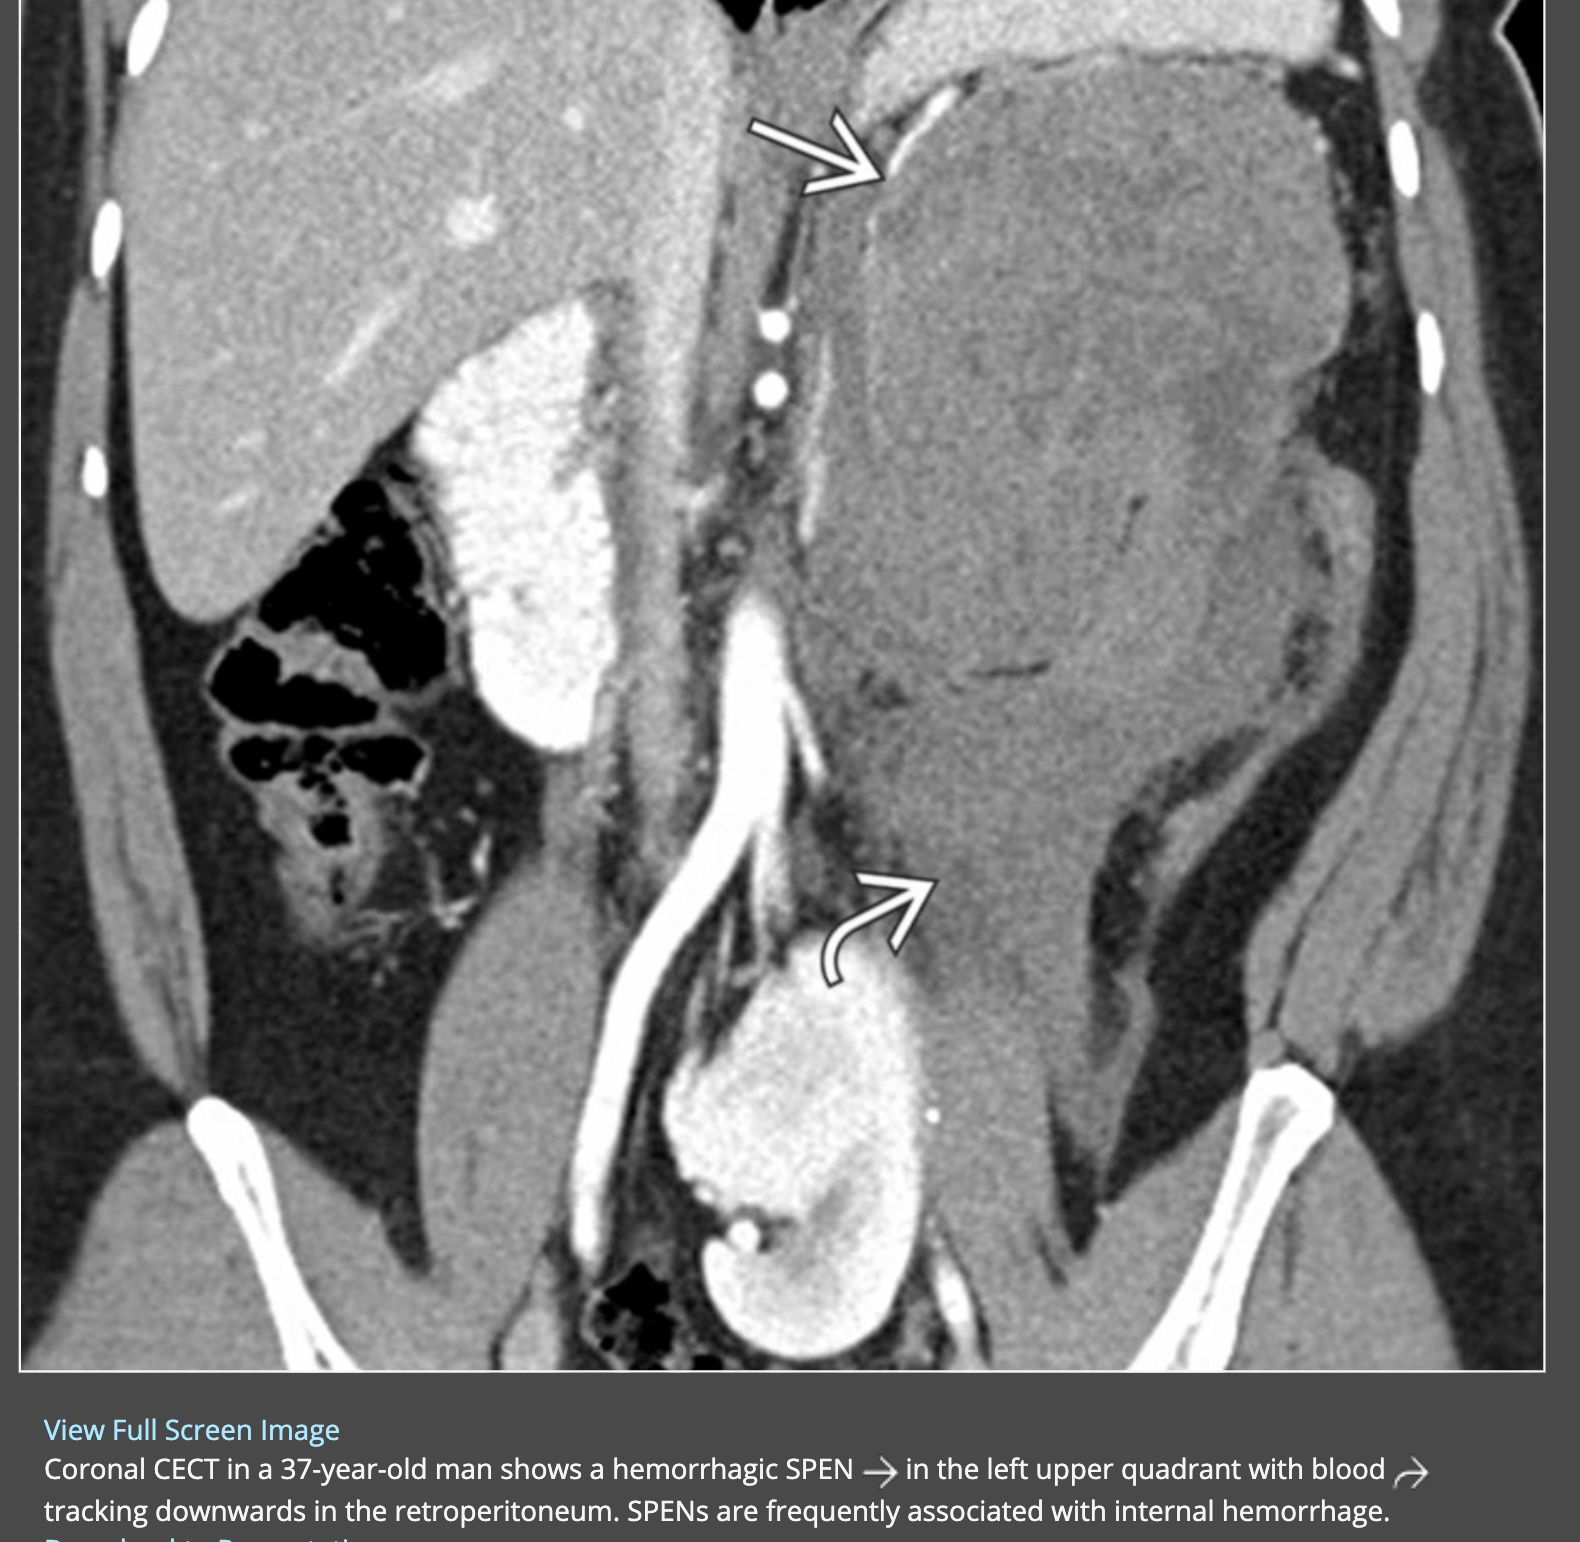 View Full Screen Image
Coronal CECT in a 37-year-old man shows a hemorrhagic SPEN → in the left upper quadrant with blood ↷
tracking downwards in the retroperitoneum. SPENs are frequently associated with internal hemorrhage.